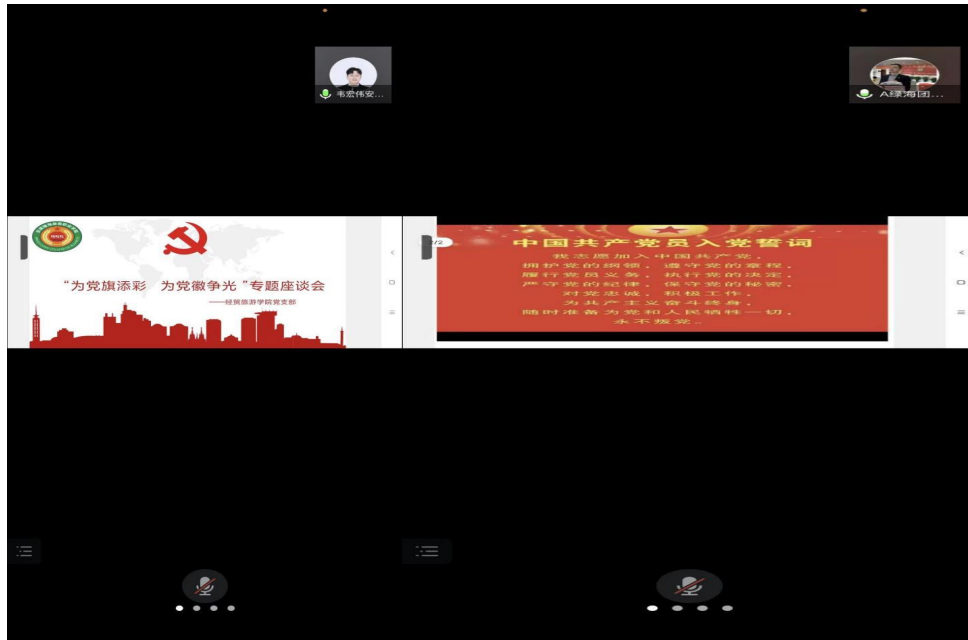 韦宏伟安...
“为党旗添彩 为党徽争光”专题座谈会
——经贸旅游学院党支部
A绿海团...
2/2
中国共产党员入党誓词
我志愿加入中国共产党，
拥护党的纲领，遵守党的章程，
履行党员义务，执行党的决定，
严守党的纪律，保守党的秘密，
对党忠诚，积极工作，
为共产主义奋斗终身，
随时准备为党和人民牺牲一切，
永不叛党。